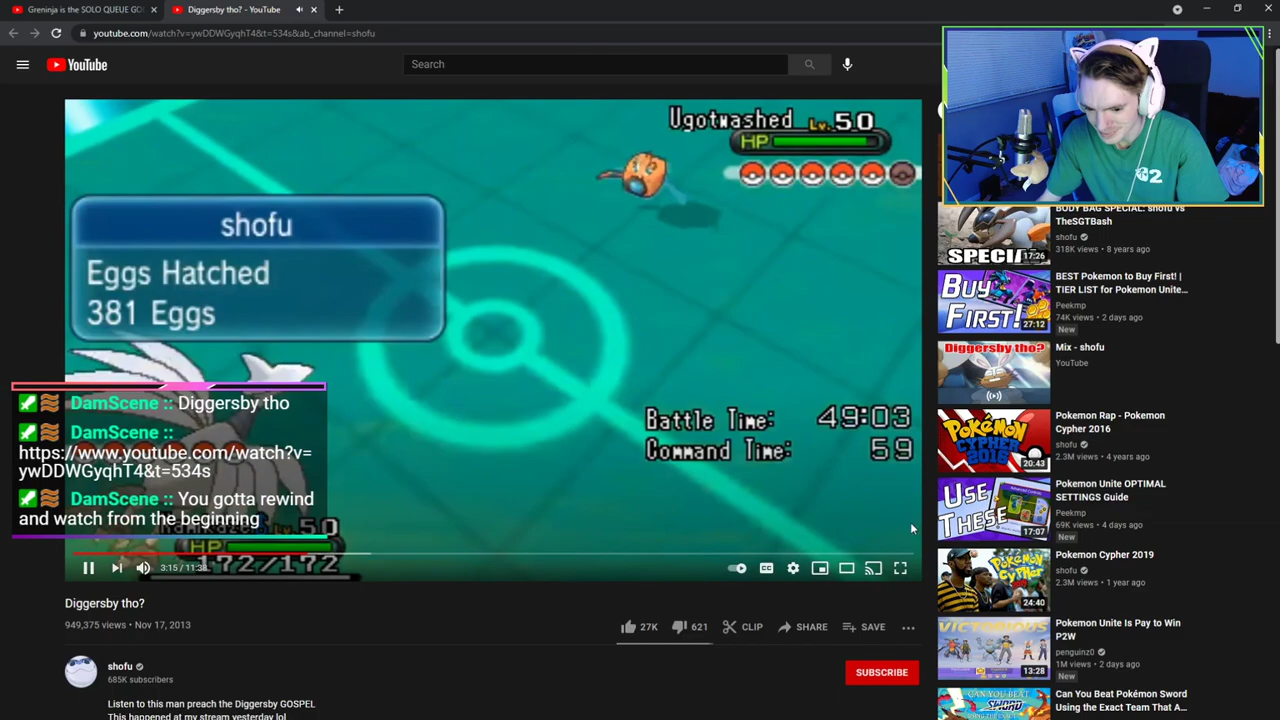 Greninja is the SOLO QUEUE GO
Diggersby tho? - YouTube
youtube.com/watch?v=ywDDWGyqhT4&t=534s&ab_channel=shofu
YouTube
Search
Ugotwashed Lv.50
HP
shofu
Eggs Hatched
381 Eggs
Battle Time: 49:03
Command Time: 59
DamScene :: Diggersby tho
DamScene ::
https://www.youtube.com/watch?v=
ywDDWGyqhT4&t=534s
DamScene :: You gotta rewind
and watch from the beginning
Lv.50
HP
172/172
3:15 / 11:38
CC
Diggersby tho?
949,375 views • Nov 17, 2013
27K
621
CLIP
SHARE
SAVE
shofu
685K subscribers
SUBSCRIBE
Listen to this man preach the Diggersby GOSPEL
This happened at my stream yesterday lol
BODY BAG SPECIAL: shofu Vs
TheSGTBash
shofu
318K views • 8 years ago
SPECIAL
17:26
BEST Pokemon to Buy First! |
TIER LIST for Pokemon Unite...
Peekmp
74K views • 2 days ago
New
BUY
FIRST!
27:12
Mix - shofu
YouTube
Diggersby tho?
Pokemon Rap - Pokemon
Cypher 2016
shofu
2.3M views • 4 years ago
POKÉMON
CYPHER
2016
20:43
Pokemon Unite OPTIMAL
SETTINGS Guide
Peekmp
69K views • 4 days ago
New
USE
THESE
17:07
Pokemon Cypher 2019
shofu
2.3M views • 1 year ago
24:40
Pokemon Unite Is Pay to Win
P2W
penguinz0
1M views • 2 days ago
New
VICTORIOUS
13:28
Can You Beat Pokémon Sword
Using the Exact Team That A...
CAN YOU BEAT
SWORD